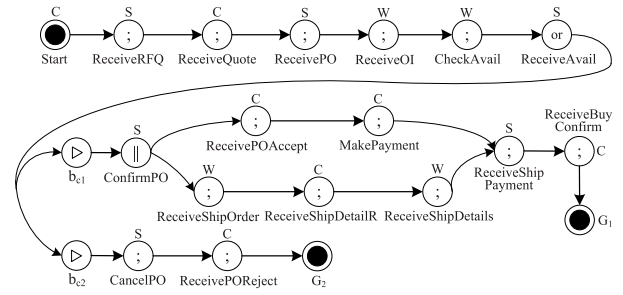 C S C S W W S
; ; ; ; ; or
Start ReceiveRFQ ReceiveQuote ReceivePO ReceiveOI CheckAvail ReceiveAvail
C C
; ;
ReceivePOAccept MakePayment
S
||
b_c1 ConfirmPO
W C W
; ; ;
ReceiveShipOrder ReceiveShipDetailR ReceiveShipDetails
S
;
ReceiveShip
Payment
ReceiveBuy
Confirm
; C
G_1
S C
; ;
b_c2 CancelPO ReceivePOReject G_2